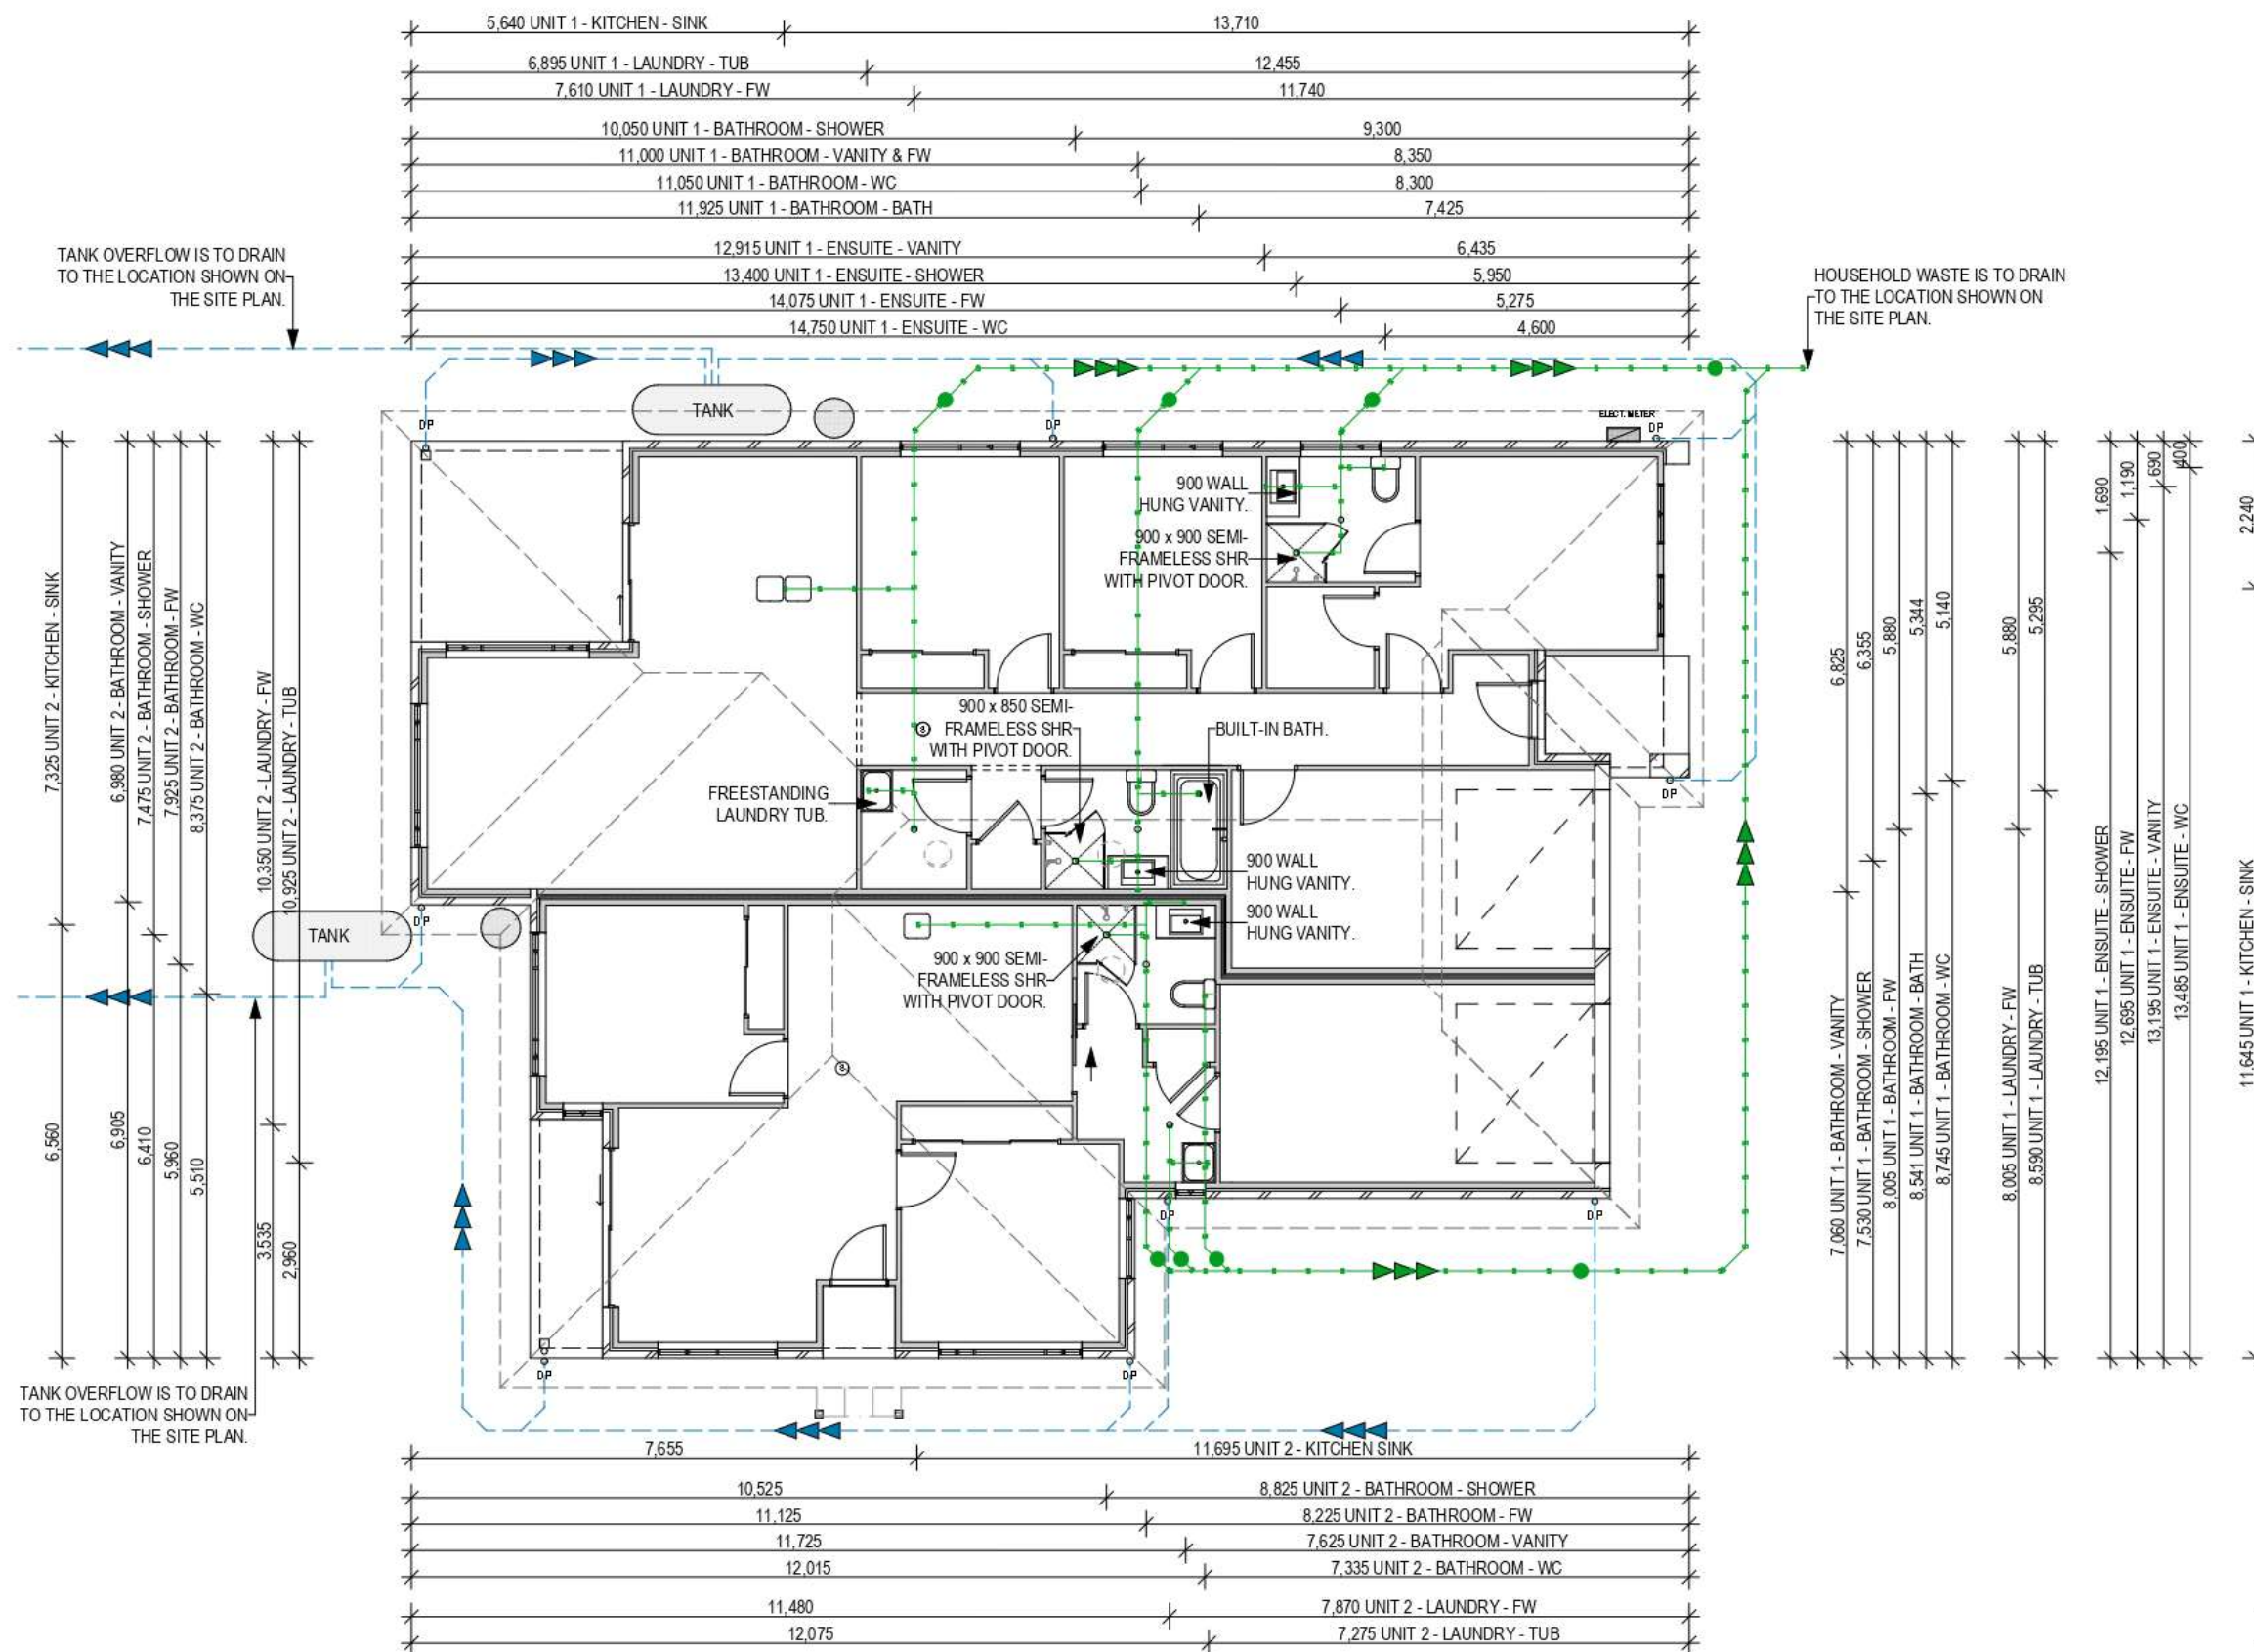 5,640 UNIT 1 - KITCHEN - SINK
13,710
6,895 UNIT 1 - LAUNDRY - TUB
12,455
7,610 UNIT 1 - LAUNDRY - FW
11,740
10,050 UNIT 1 - BATHROOM - SHOWER
9,300
11,000 UNIT 1 - BATHROOM - VANITY & FW
8,350
11,050 UNIT 1 - BATHROOM - WC
8,300
11,925 UNIT 1 - BATHROOM - BATH
7,425
12,915 UNIT 1 - ENSUITE - VANITY
6,435
13,400 UNIT 1 - ENSUITE - SHOWER
5,950
14,075 UNIT 1 - ENSUITE - FW
5,275
14,750 UNIT 1 - ENSUITE - WC
4,600
TANK OVERFLOW IS TO DRAIN
TO THE LOCATION SHOWN ON
THE SITE PLAN.
HOUSEHOLD WASTE IS TO DRAIN
TO THE LOCATION SHOWN ON
THE SITE PLAN.
TANK
DP
DP
ELECT. METER
DP
900 WALL
HUNG VANITY.
900 x 900 SEMI-
FRAMELESS SHR
WITH PIVOT DOOR.
900 x 850 SEMI-
FRAMELESS SHR
WITH PIVOT DOOR.
S
BUILT-IN BATH.
FREESTANDING
LAUNDRY TUB.
DP
900 WALL
HUNG VANITY.
900 WALL
HUNG VANITY.
DP
TANK
900 x 900 SEMI-
FRAMELESS SHR
WITH PIVOT DOOR.
S
DP
DP
DP
DP
7,325 UNIT 2 - KITCHEN - SINK
6,560
6,980 UNIT 2 - BATHROOM - VANITY
6,905
7,475 UNIT 2 - BATHROOM - SHOWER
6,410
7,925 UNIT 2 - BATHROOM - FW
5,960
8,375 UNIT 2 - BATHROOM - WC
5,510
10,350 UNIT 2 - LAUNDRY - FW
3,535
10,925 UNIT 2 - LAUNDRY - TUB
2,960
6,825
7,060 UNIT 1 - BATHROOM - VANITY
6,355
7,530 UNIT 1 - BATHROOM - SHOWER
5,880
8,005 UNIT 1 - BATHROOM - FW
5,344
8,541 UNIT 1 - BATHROOM - BATH
5,140
8,745 UNIT 1 - BATHROOM - WC
5,880
8,005 UNIT 1 - LAUNDRY - FW
5,295
8,590 UNIT 1 - LAUNDRY - TUB
1,690
12,195 UNIT 1 - ENSUITE - SHOWER
1,190
12,695 UNIT 1 - ENSUITE - FW
690
13,195 UNIT 1 - ENSUITE - VANITY
400
13,485 UNIT 1 - ENSUITE - WC
2,240
11,645 UNIT 1 - KITCHEN - SINK
TANK OVERFLOW IS TO DRAIN
TO THE LOCATION SHOWN ON
THE SITE PLAN.
7,655
11,695 UNIT 2 - KITCHEN SINK
10,525
8,825 UNIT 2 - BATHROOM - SHOWER
11,125
8,225 UNIT 2 - BATHROOM - FW
11,725
7,625 UNIT 2 - BATHROOM - VANITY
12,015
7,335 UNIT 2 - BATHROOM - WC
11,480
7,870 UNIT 2 - LAUNDRY - FW
12,075
7,275 UNIT 2 - LAUNDRY - TUB